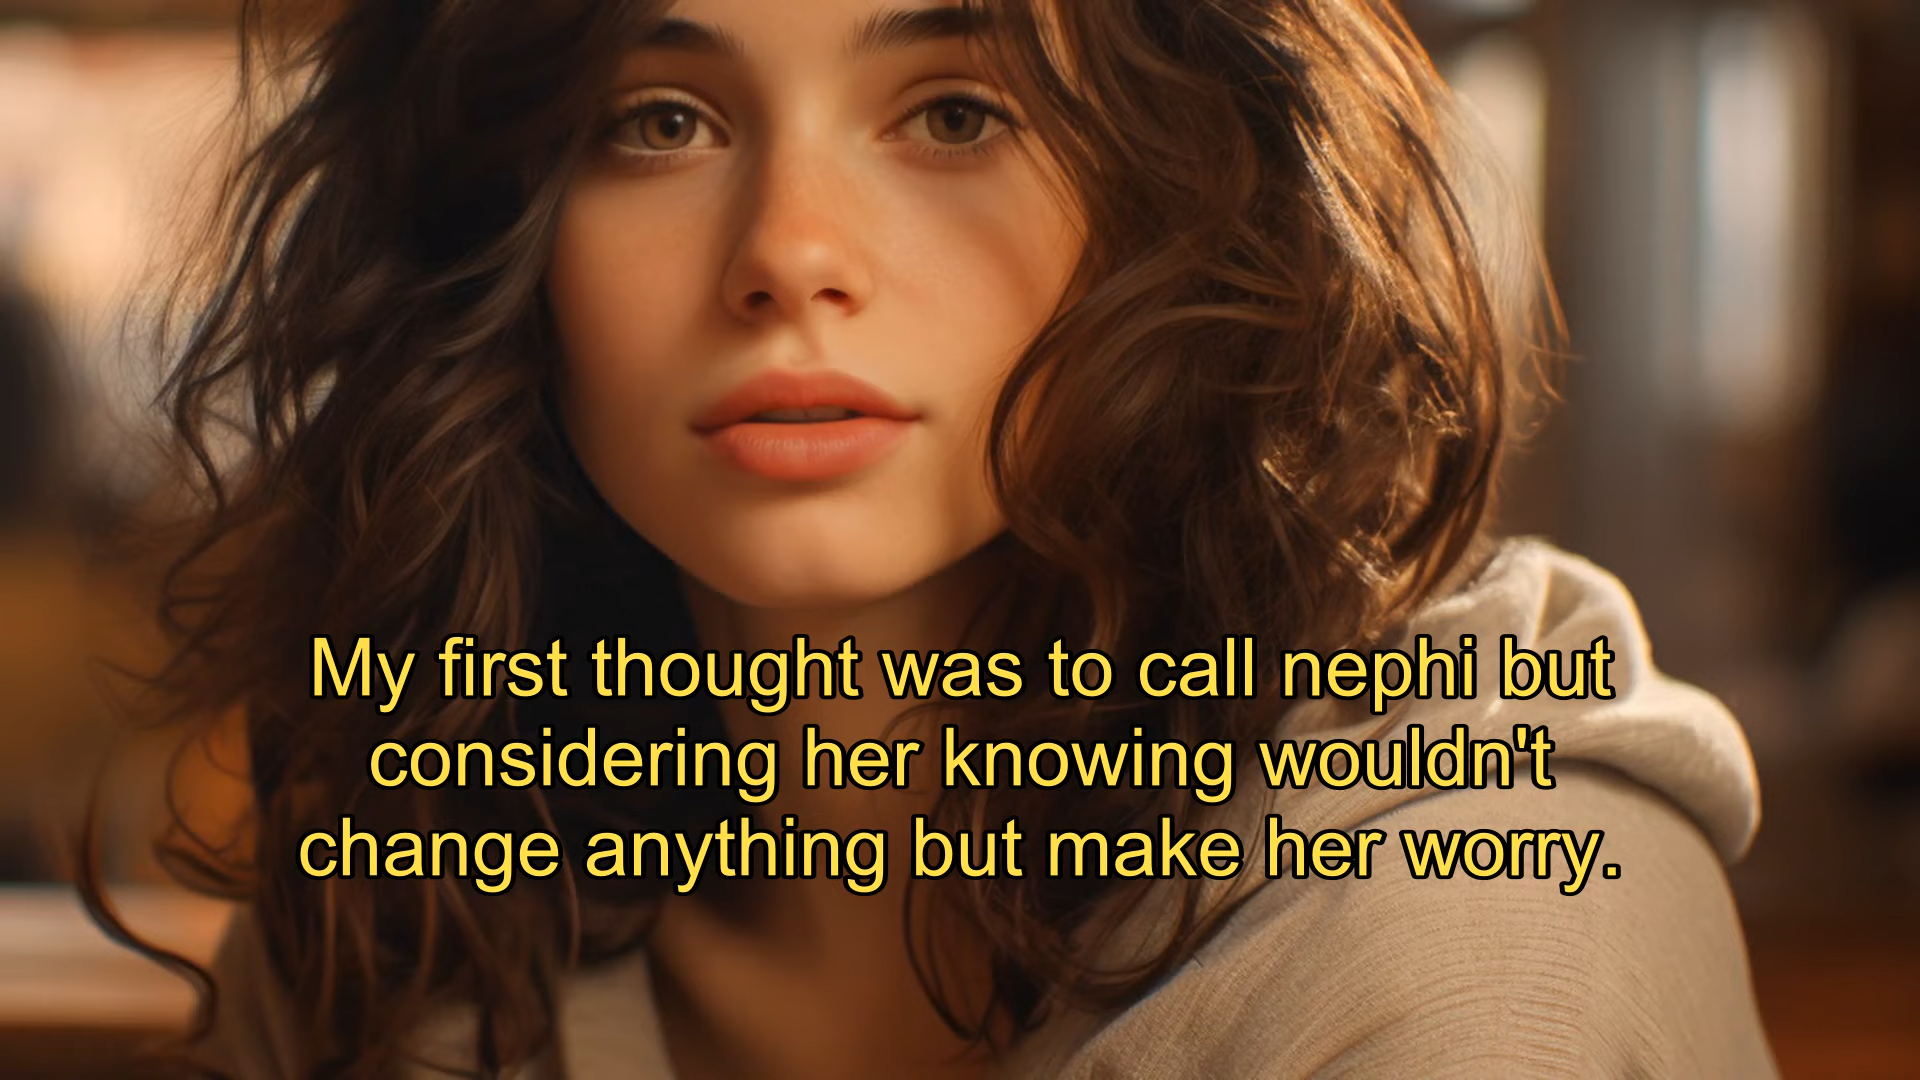 My first thought was to call nephi but
considering her knowing wouldn't
change anything but make her worry.